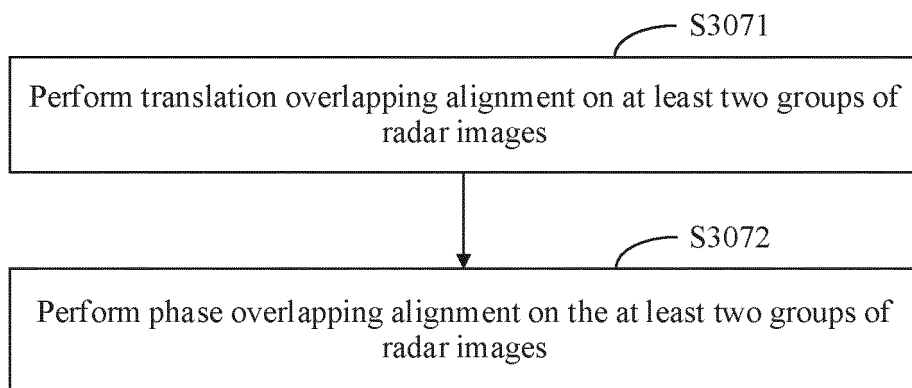 S3071
Perform translation overlapping alignment on at least two groups of
radar images
S3072
Perform phase overlapping alignment on the at least two groups of
radar images